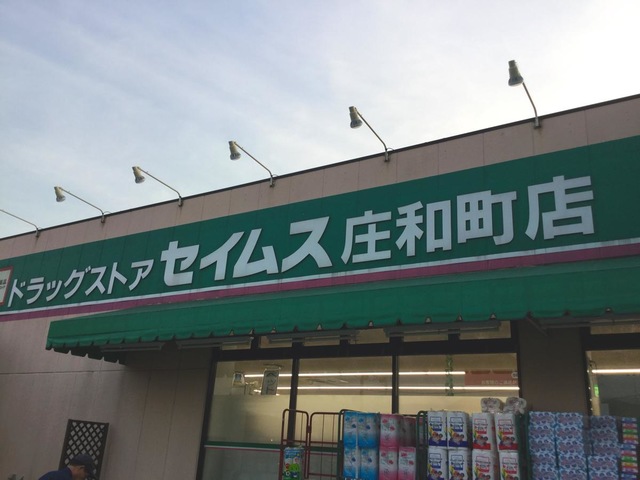 ドラッグストア セイムス 庄和町店